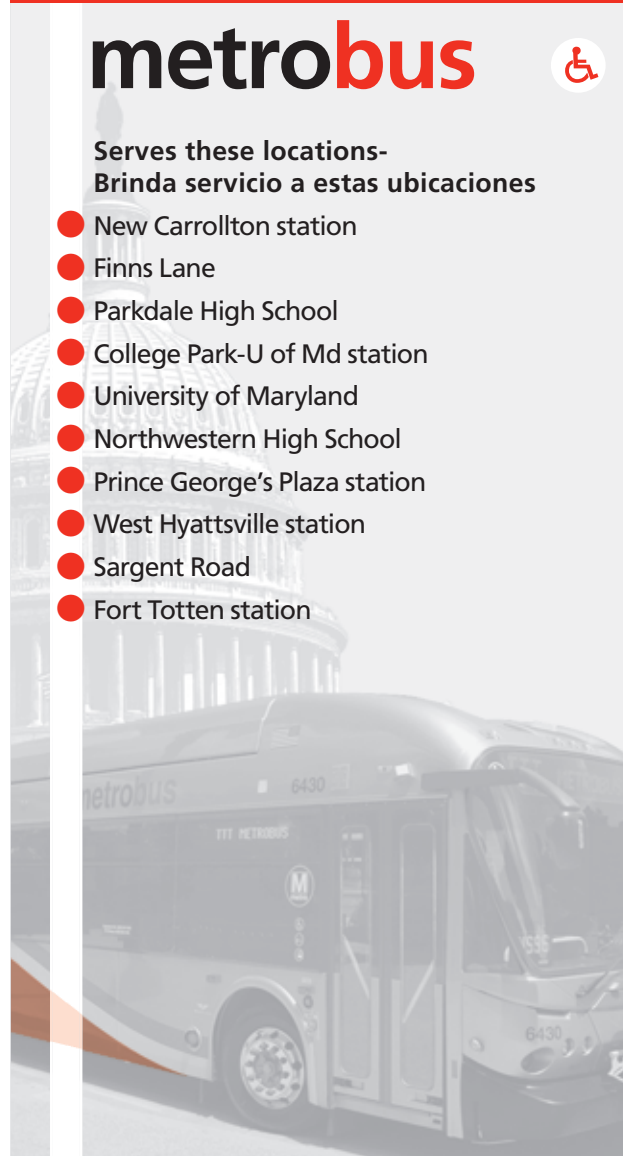 metrobus
Serves these locations-
Brinda servicio a estas ubicaciones
New Carrollton station
Finns Lane
Parkdale High School
College Park-U of Md station
University of Maryland
Northwestern High School
Prince George’s Plaza station
West Hyattsville station
Sargent Road
Fort Totten station
metrobus
6430
TTT METROBUS
M
6430